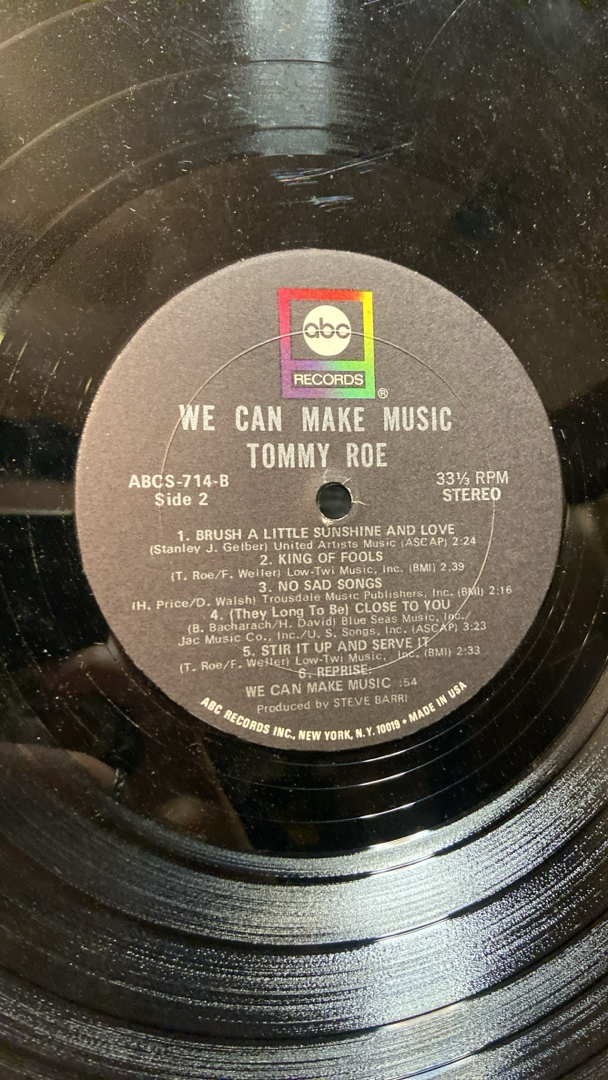 abc
RECORDS
®
WE CAN MAKE MUSIC
TOMMY ROE
ABCS-714-B
Side 2
33⅓ RPM
STEREO
1. BRUSH A LITTLE SUNSHINE AND LOVE
(Stanley J. Gelber) United Artists Music (ASCAP) 2:24
2. KING OF FOOLS
(T. Roe/F. Weller) Low-Twi Music, Inc. (BMI) 2:39
3. NO SAD SONGS
(H. Price/D. Walsh) Trousdale Music Publishers, Inc. (BMI) 2:16
4. (They Long To Be) CLOSE TO YOU
(B. Bacharach/H. David) Blue Seas Music, Inc./
Jac Music Co., Inc./U. S. Songs, Inc. (ASCAP) 3:23
5. STIR IT UP AND SERVE IT
(T. Roe/F. Weller) Low-Twi Music, Inc. (BMI) 2:33
6. REPRISE:
WE CAN MAKE MUSIC :54
Produced by STEVE BARRI
ABC RECORDS INC., NEW YORK, N.Y. 10019 • MADE IN USA